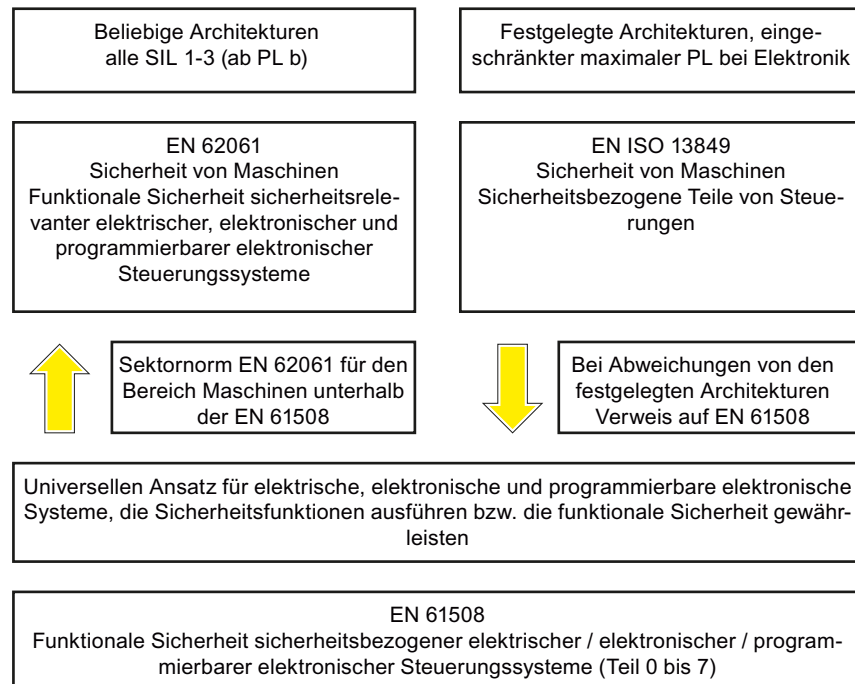 Beliebige Architekturen
alle SIL 1-3 (ab PL b)
Festgelegte Architekturen, einge-
schränkter maximaler PL bei Elektronik
EN 62061
Sicherheit von Maschinen
Funktionale Sicherheit sicherheitsrele-
vanter elektrischer, elektronischer und
programmierbarer elektronischer
Steuerungssysteme
EN ISO 13849
Sicherheit von Maschinen
Sicherheitsbezogene Teile von Steue-
rungen
Sektornorm EN 62061 für den
Bereich Maschinen unterhalb
der EN 61508
Bei Abweichungen von den
festgelegten Architekturen
Verweis auf EN 61508
Universellen Ansatz für elektrische, elektronische und programmierbare elektronische
Systeme, die Sicherheitsfunktionen ausführen bzw. die funktionale Sicherheit gewähr-
leisten
EN 61508
Funktionale Sicherheit sicherheitsbezogener elektrischer / elektronischer / program-
mierbarer elektronischer Steuerungssysteme (Teil 0 bis 7)